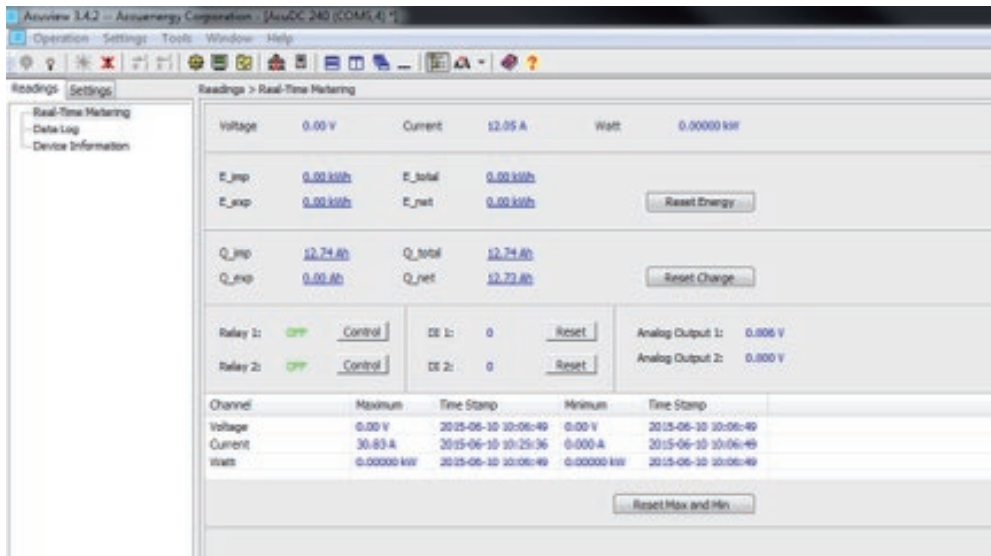 Acuview 3.4.2 -- Accuenergy Corporation - [AcuDC 240 (COM5,4) *]
Operation Settings Tools Window Help
Readings Settings
Readings > Real-Time Metering
Real-Time Metering
Data Log
Device Information
Voltage 0.00 V Current 12.05 A Watt 0.00000 kW
E_imp 0.00 kWh E_total 0.00 kWh
E_exp 0.00 kWh E_net 0.00 kWh Reset Energy
Q_imp 12.74 Ah Q_total 12.74 Ah
Q_exp 0.00 Ah Q_net 12.73 Ah Reset Charge
Relay 1: OFF Control DI 1: 0 Reset Analog Output 1: 0.006 V
Relay 2: OFF Control DI 2: 0 Reset Analog Output 2: 0.000 V
Channel Maximum Time Stamp Minimum Time Stamp
Voltage 0.00 V 2015-06-10 10:06:49 0.00 V 2015-06-10 10:06:49
Current 30.83 A 2015-06-10 10:25:36 0.000 A 2015-06-10 10:06:49
Watt 0.00000 kW 2015-06-10 10:06:49 0.00000 kW 2015-06-10 10:06:49
Reset Max and Min